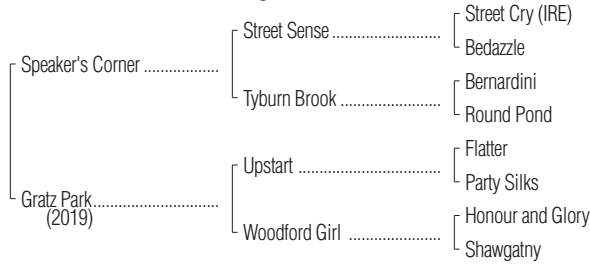 Street Cry (IRE)
Street Sense ........................
Bedazzle
Speaker's Corner ..................
Bernardini
Tyburn Brook ......................
Round Pond
Flatter
Upstart ................................
Party Silks
Gratz Park..............................
(2019)
Honour and Glory
Woodford Girl .....................
Shawgatny